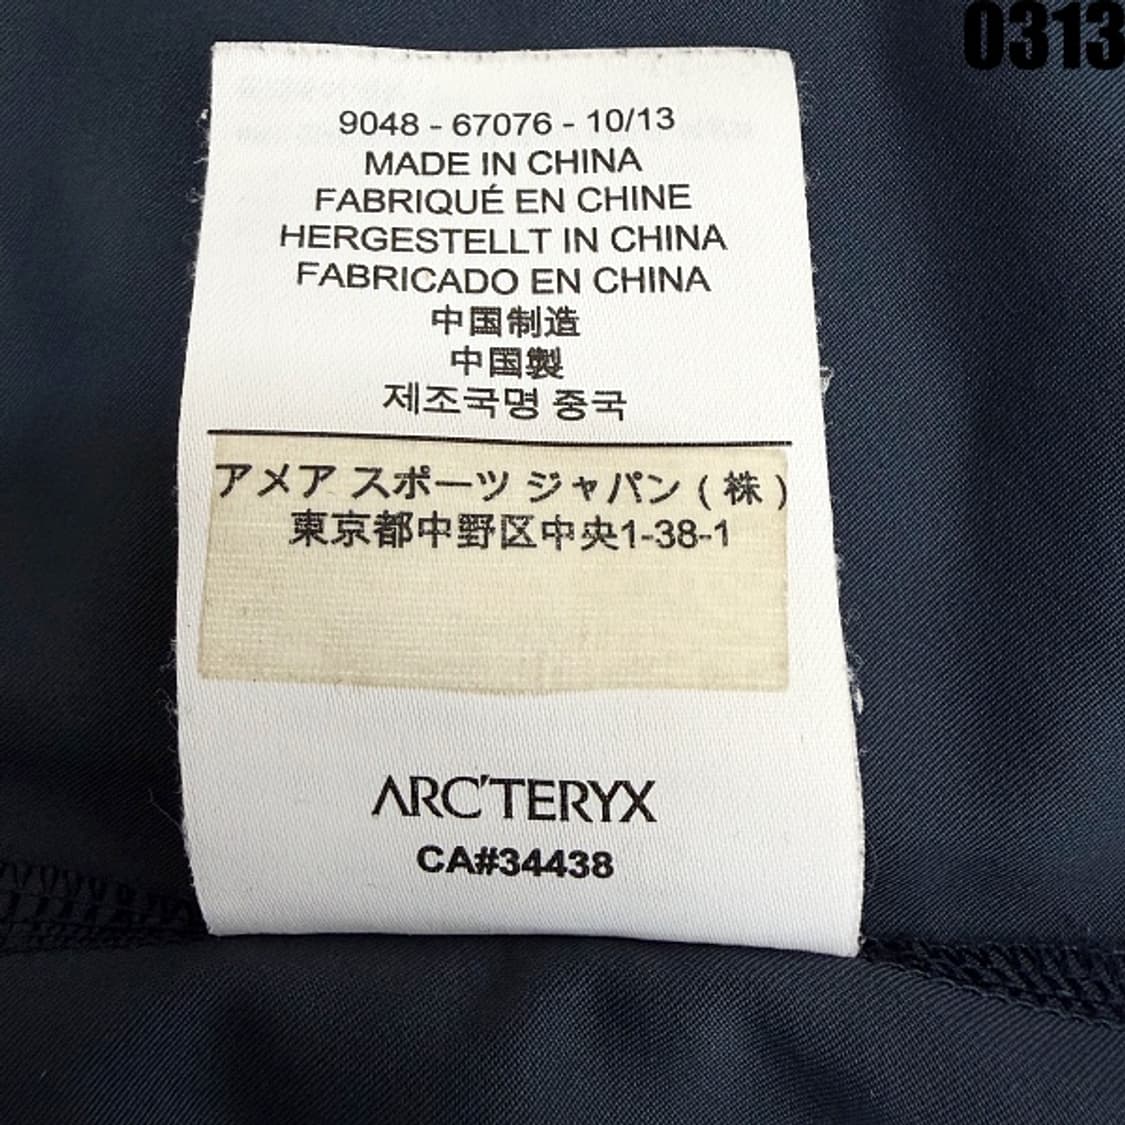 0313
9048 - 67076 - 10/13
MADE IN CHINA
FABRIQUÉ EN CHINE
HERGESTELLT IN CHINA
FABRICADO EN CHINA
中国制造
中国製
제조국명 중국
アメア スポーツ ジャパン ( 株 )
東京都中野区中央1-38-1
ARC'TERYX
CA#34438